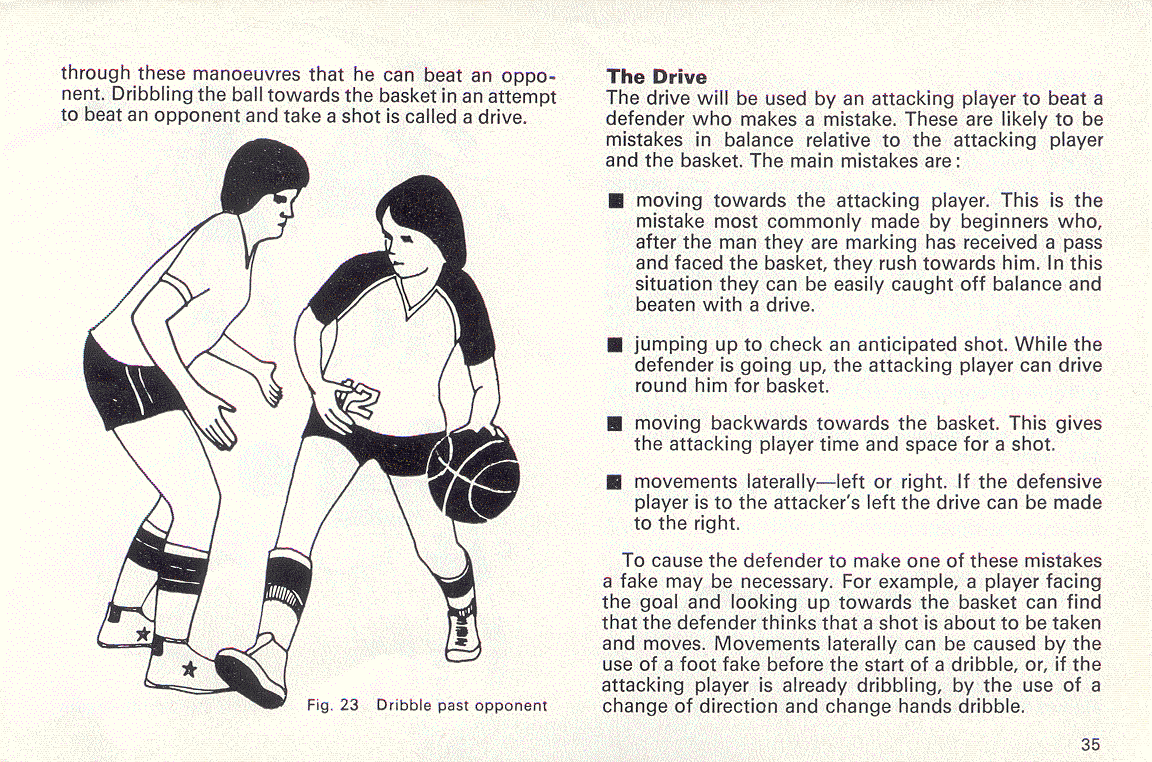 through these manoeuvres that he can beat an oppo-
nent. Dribbling the ball towards the basket in an attempt
to beat an opponent and take a shot is called a drive.
12
Fig. 23 Dribble past opponent
The Drive
The drive will be used by an attacking player to beat a
defender who makes a mistake. These are likely to be
mistakes in balance relative to the attacking player
and the basket. The main mistakes are:
■ moving towards the attacking player. This is the
mistake most commonly made by beginners who,
after the man they are marking has received a pass
and faced the basket, they rush towards him. In this
situation they can be easily caught off balance and
beaten with a drive.
■ jumping up to check an anticipated shot. While the
defender is going up, the attacking player can drive
round him for basket.
■ moving backwards towards the basket. This gives
the attacking player time and space for a shot.
■ movements laterally—left or right. If the defensive
player is to the attacker's left the drive can be made
to the right.
To cause the defender to make one of these mistakes
a fake may be necessary. For example, a player facing
the goal and looking up towards the basket can find
that the defender thinks that a shot is about to be taken
and moves. Movements laterally can be caused by the
use of a foot fake before the start of a dribble, or, if the
attacking player is already dribbling, by the use of a
change of direction and change hands dribble.
35